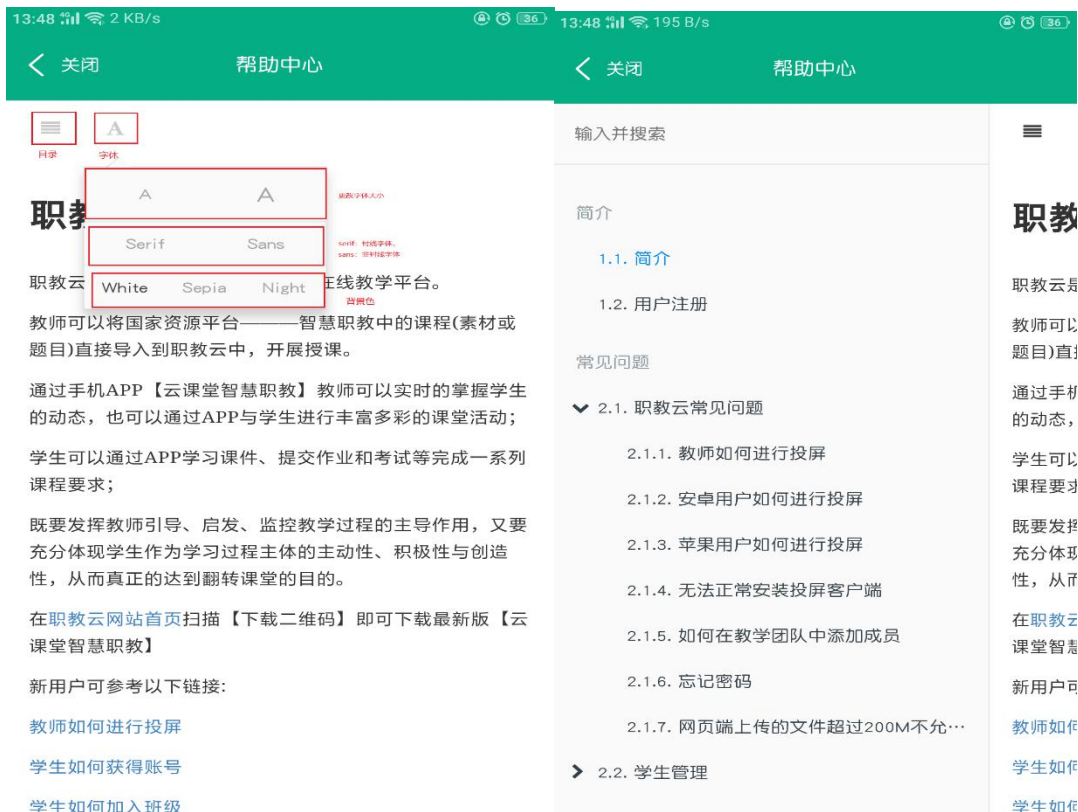 13:48 4G 2 KB/s 36
关闭 帮助中心
A
目录 字体
A A 更改字体大小
职教
Serif Sans
serif：衬线字体、
sans：非衬线字体
职教云 在线教学平台。
White Sepia Night
背景色
教师可以将国家资源平台———智慧职教中的课程(素材或
题目)直接导入到职教云中，开展授课。
通过手机APP【云课堂智慧职教】教师可以实时的掌握学生
的动态，也可以通过APP与学生进行丰富多彩的课堂活动；
学生可以通过APP学习课件、提交作业和考试等完成一系列
课程要求；
既要发挥教师引导、启发、监控教学过程的主导作用，又要
充分体现学生作为学习过程主体的主动性、积极性与创造
性，从而真正的达到翻转课堂的目的。
在职教云网站首页扫描【下载二维码】即可下载最新版【云
课堂智慧职教】
新用户可参考以下链接:
教师如何进行投屏
学生如何获得账号
学生如何加入班级
13:48 4G 195 B/s 36
关闭 帮助中心
输入并搜索
简介
1.1. 简介
1.2. 用户注册
常见问题
2.1. 职教云常见问题
2.1.1. 教师如何进行投屏
2.1.2. 安卓用户如何进行投屏
2.1.3. 苹果用户如何进行投屏
2.1.4. 无法正常安装投屏客户端
2.1.5. 如何在教学团队中添加成员
2.1.6. 忘记密码
2.1.7. 网页端上传的文件超过200M不允…
2.2. 学生管理
职教
职教云是
教师可以
题目)直接
通过手机
的动态，
学生可以
课程要求
既要发挥
充分体现
性，从而
在职教云
课堂智慧
新用户可
教师如何
学生如何
学生如何